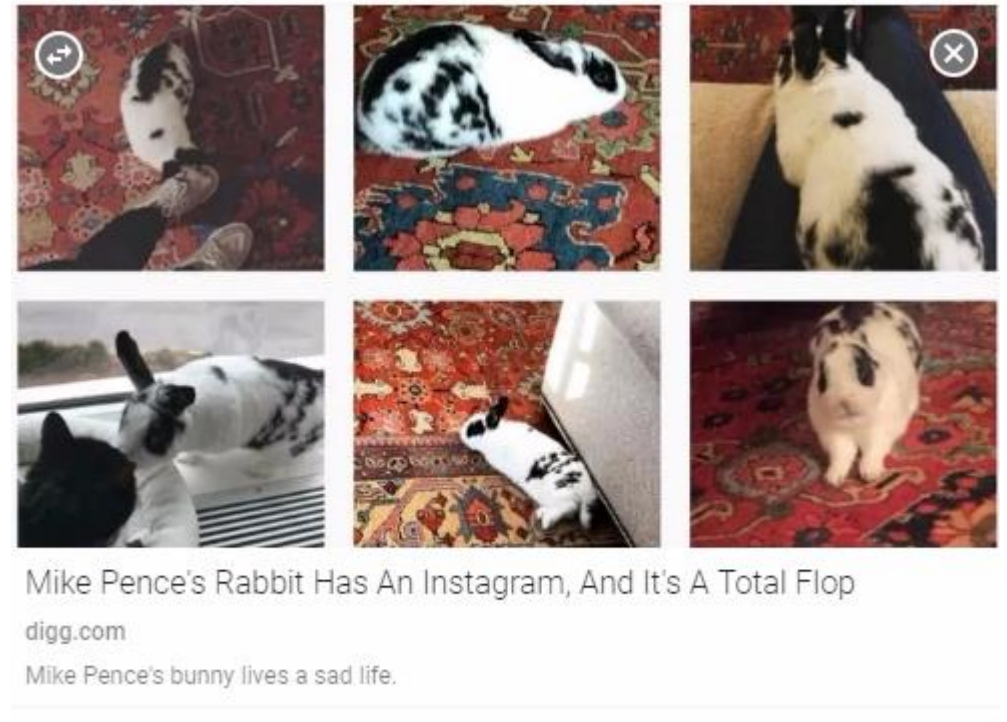 Mike Pence's Rabbit Has An Instagram, And It's A Total Flop
digg.com
Mike Pence's bunny lives a sad life.